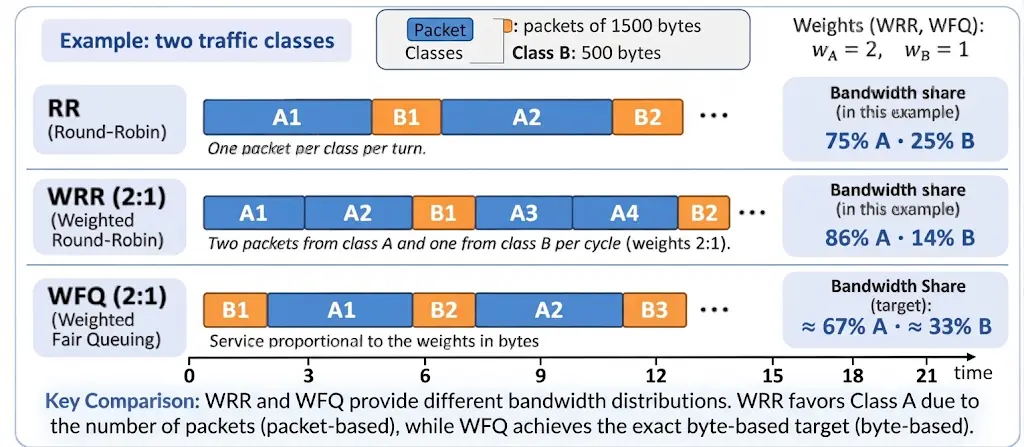 Example: two traffic classes
Packet : packets of 1500 bytes
Classes Class B: 500 bytes
Weights (WRR, WFQ):
w_A = 2, w_B = 1
RR
(Round-Robin)
A1 B1 A2 B2 ···
One packet per class per turn.
Bandwidth share
(in this example)
75% A · 25% B
WRR (2:1)
(Weighted
Round-Robin)
A1 A2 B1 A3 A4 B2 ···
Two packets from class A and one from class B per cycle (weights 2:1).
Bandwidth share
(in this example)
86% A · 14% B
WFQ (2:1)
(Weighted
Fair Queuing)
B1 A1 B2 A2 B3 ···
Service proportional to the weights in bytes
Bandwidth Share
(target):
≈ 67% A · ≈ 33% B
0 3 6 9 12 15 18 21 time
Key Comparison: WRR and WFQ provide different bandwidth distributions. WRR favors Class A due to
the number of packets (packet-based), while WFQ achieves the exact byte-based target (byte-based).